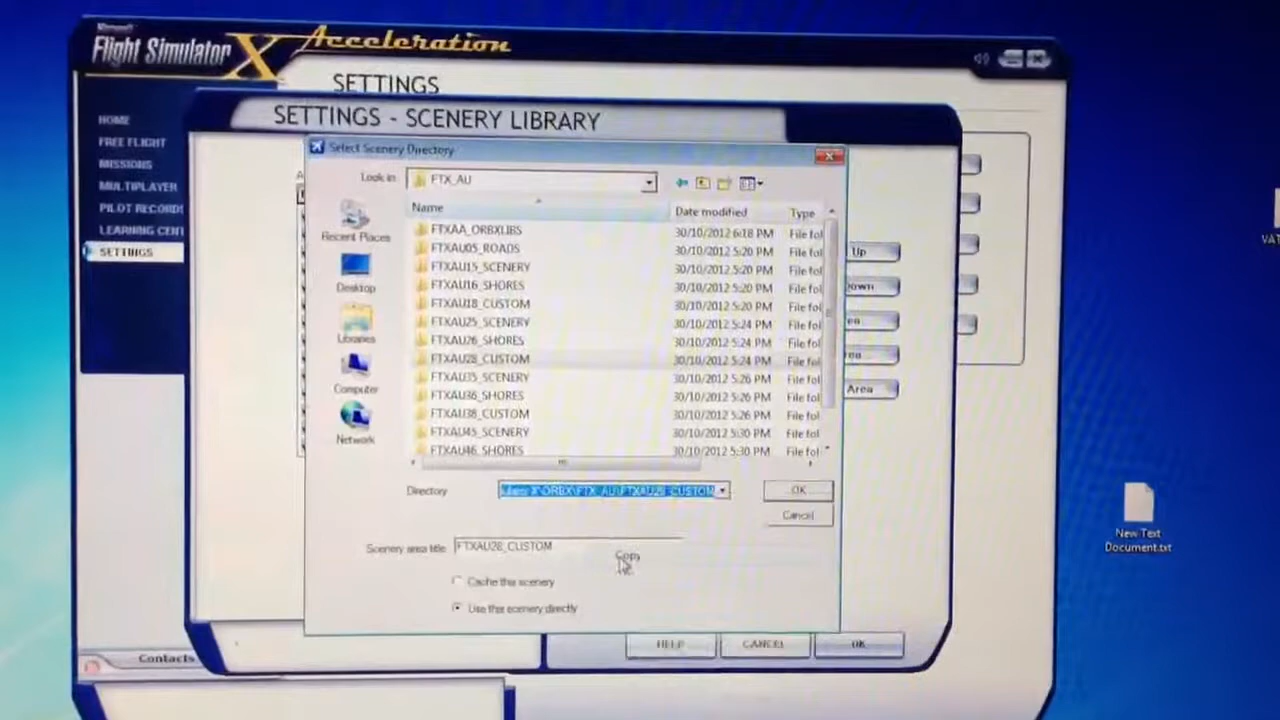 Microsoft
Flight Simulator X Acceleration
SETTINGS
SETTINGS - SCENERY LIBRARY
HOME
FREE FLIGHT
MISSIONS
MULTIPLAYER
PILOT RECORDS
LEARNING CENT
SETTINGS
Select Scenery Directory
Look in: FTX_AU
Name Date modified Type
FTXAA_ORBXLIBS 30/10/2012 6:18 PM File fol
FTXAU05_ROADS 30/10/2012 5:20 PM File fol
FTXAU15_SCENERY 30/10/2012 5:20 PM File fol
FTXAU16_SHORES 30/10/2012 5:20 PM File fol
FTXAU18_CUSTOM 30/10/2012 5:20 PM File fol
FTXAU25_SCENERY 30/10/2012 5:24 PM File fol
FTXAU26_SHORES 30/10/2012 5:24 PM File fol
FTXAU28_CUSTOM 30/10/2012 5:24 PM File fol
FTXAU35_SCENERY 30/10/2012 5:26 PM File fol
FTXAU36_SHORES 30/10/2012 5:26 PM File fol
FTXAU38_CUSTOM 30/10/2012 5:26 PM File fol
FTXAU45_SCENERY 30/10/2012 5:30 PM File fol
FTXAU46_SHORES 30/10/2012 5:30 PM File fol
Recent Places
Desktop
Libraries
Computer
Network
Directory X\ORBX\FTX_AU\FTXAU28_CUSTOM
OK
Cancel
Scenery area title: FTXAU28_CUSTOM
Copy
Cache this scenery
Use this scenery directly
Up
own
ea
rea
Area
HELP
CANCEL
OK
Contacts
VAT
New Text
Document.txt